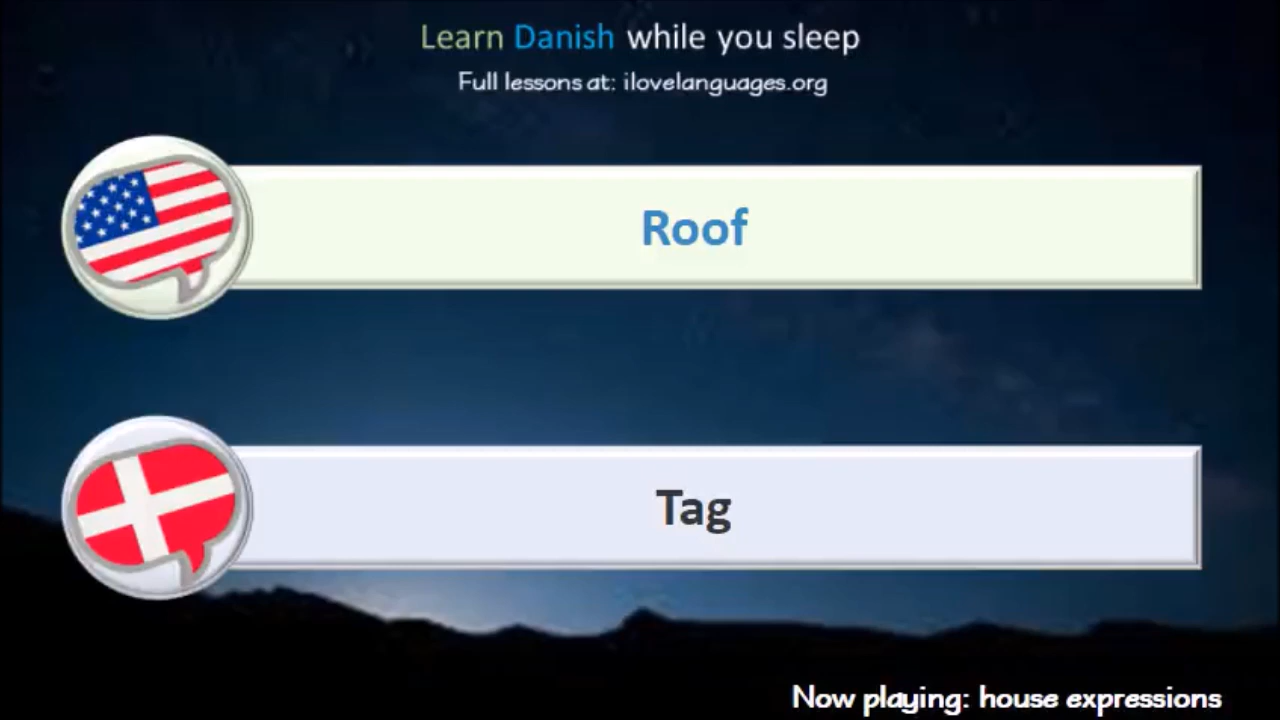 Learn Danish while you sleep
Full lessons at: ilovelanguages.org
Roof
Tag
Now playing: house expressions